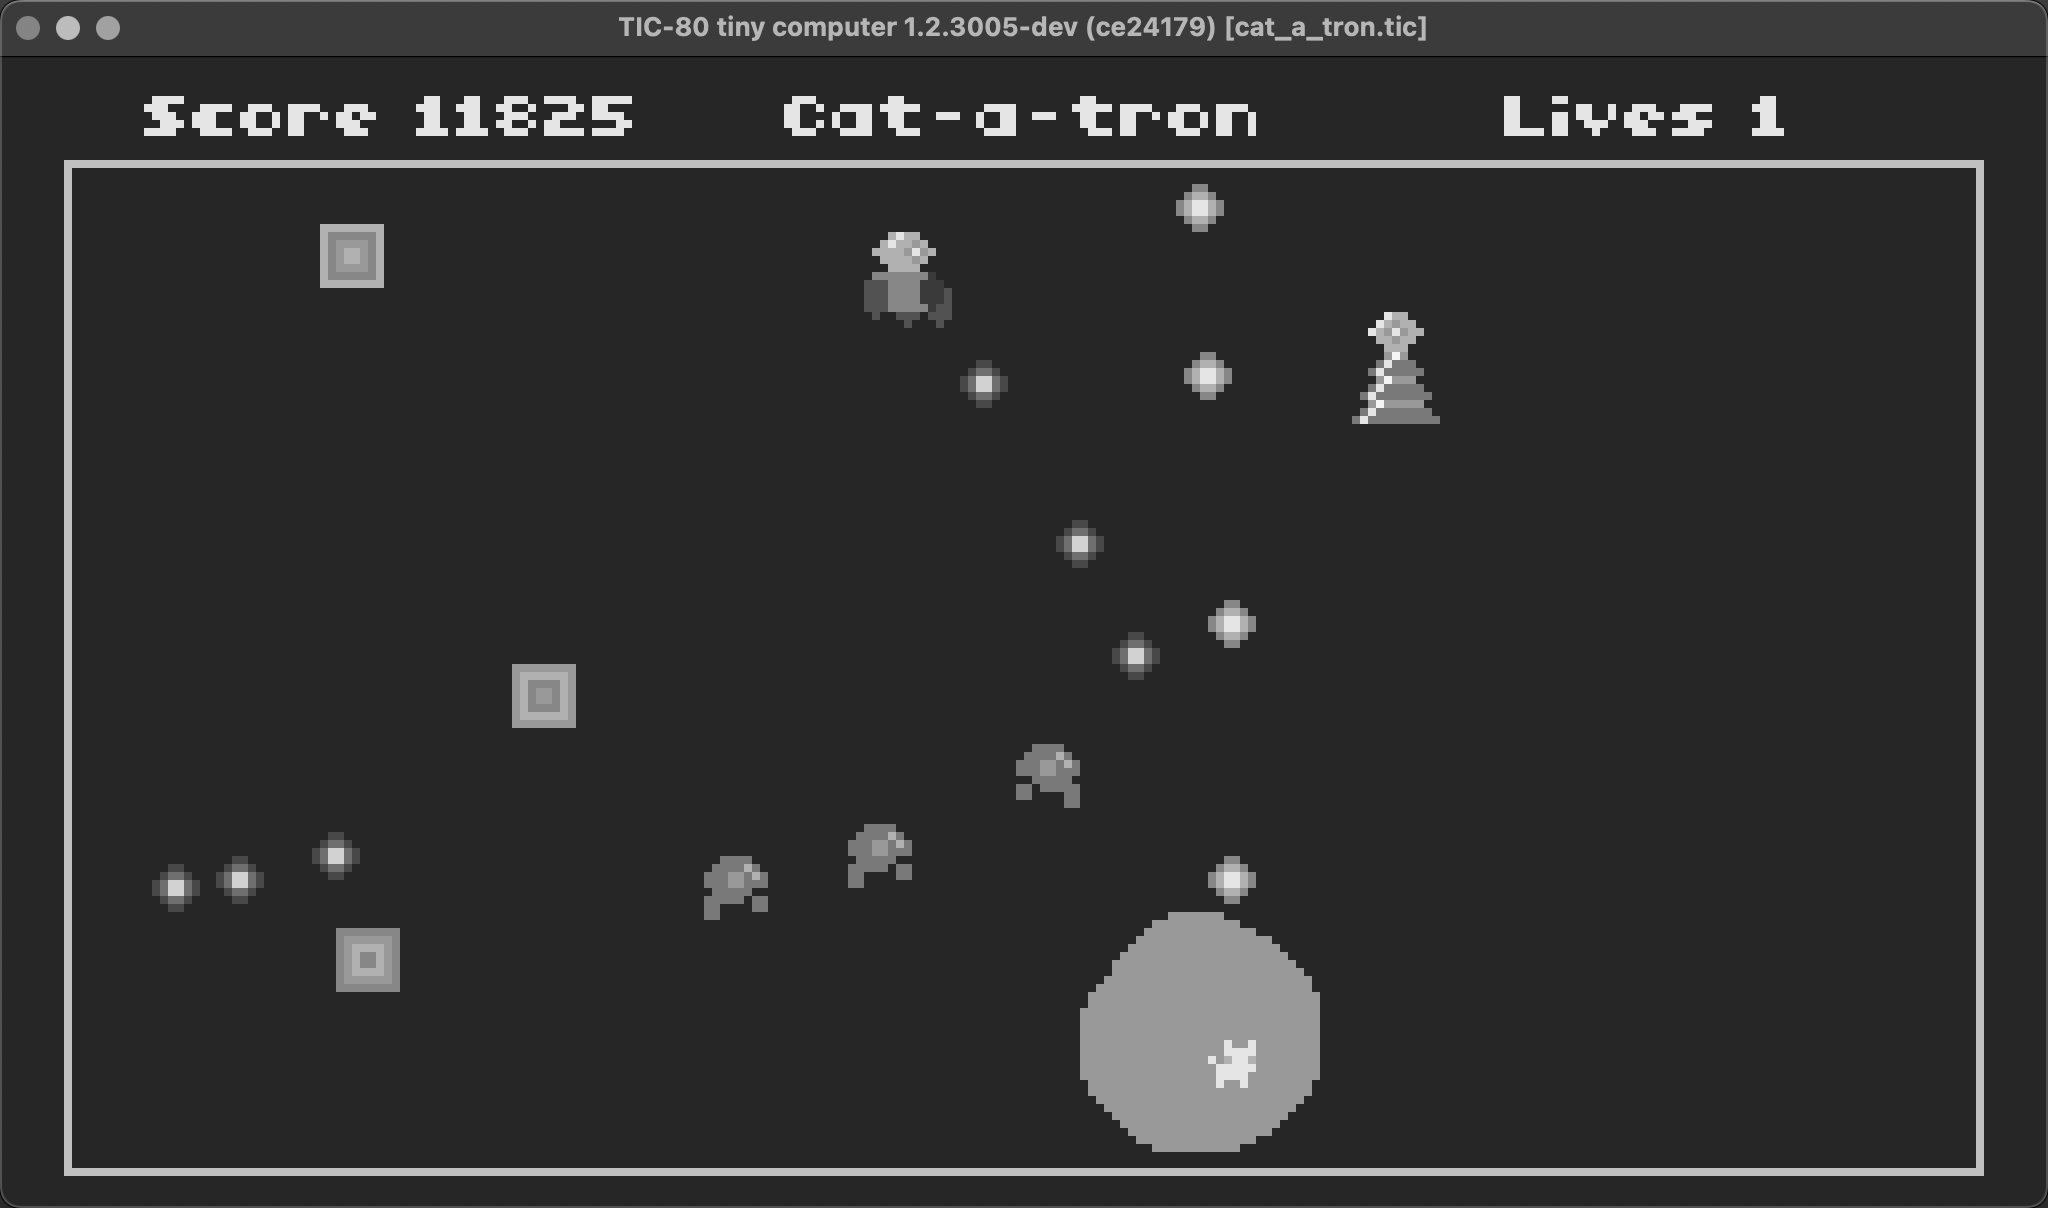 TIC-80 tiny computer 1.2.3005-dev (ce24179) [cat_a_tron.tic]
Score 11825 Cat-a-tron Lives 1